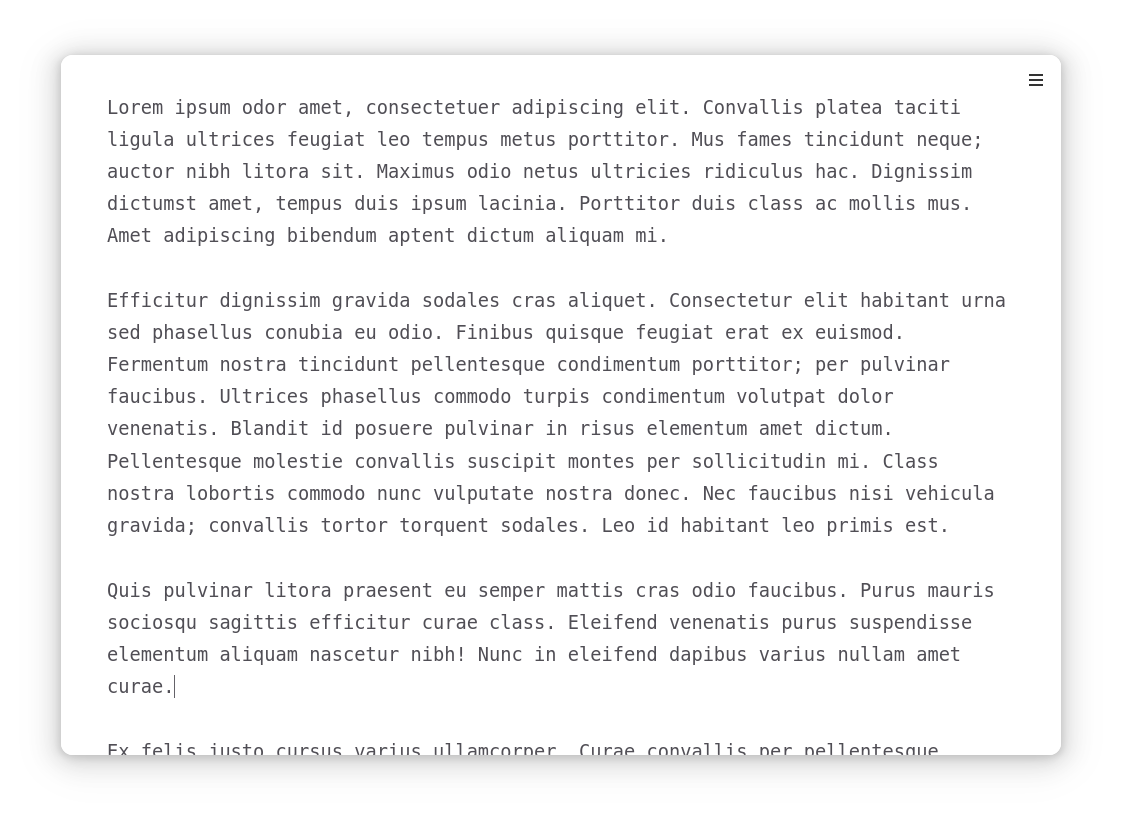 Lorem ipsum odor amet, consectetuer adipiscing elit. Convallis platea taciti
ligula ultrices feugiat leo tempus metus porttitor. Mus fames tincidunt neque;
auctor nibh litora sit. Maximus odio netus ultricies ridiculus hac. Dignissim
dictumst amet, tempus duis ipsum lacinia. Porttitor duis class ac mollis mus.
Amet adipiscing bibendum aptent dictum aliquam mi.

Efficitur dignissim gravida sodales cras aliquet. Consectetur elit habitant urna
sed phasellus conubia eu odio. Finibus quisque feugiat erat ex euismod.
Fermentum nostra tincidunt pellentesque condimentum porttitor; per pulvinar
faucibus. Ultrices phasellus commodo turpis condimentum volutpat dolor
venenatis. Blandit id posuere pulvinar in risus elementum amet dictum.
Pellentesque molestie convallis suscipit montes per sollicitudin mi. Class
nostra lobortis commodo nunc vulputate nostra donec. Nec faucibus nisi vehicula
gravida; convallis tortor torquent sodales. Leo id habitant leo primis est.

Quis pulvinar litora praesent eu semper mattis cras odio faucibus. Purus mauris
sociosqu sagittis efficitur curae class. Eleifend venenatis purus suspendisse
elementum aliquam nascetur nibh! Nunc in eleifend dapibus varius nullam amet
curae.

Ex felis justo cursus varius ullamcorper. Curae convallis per pellentesque